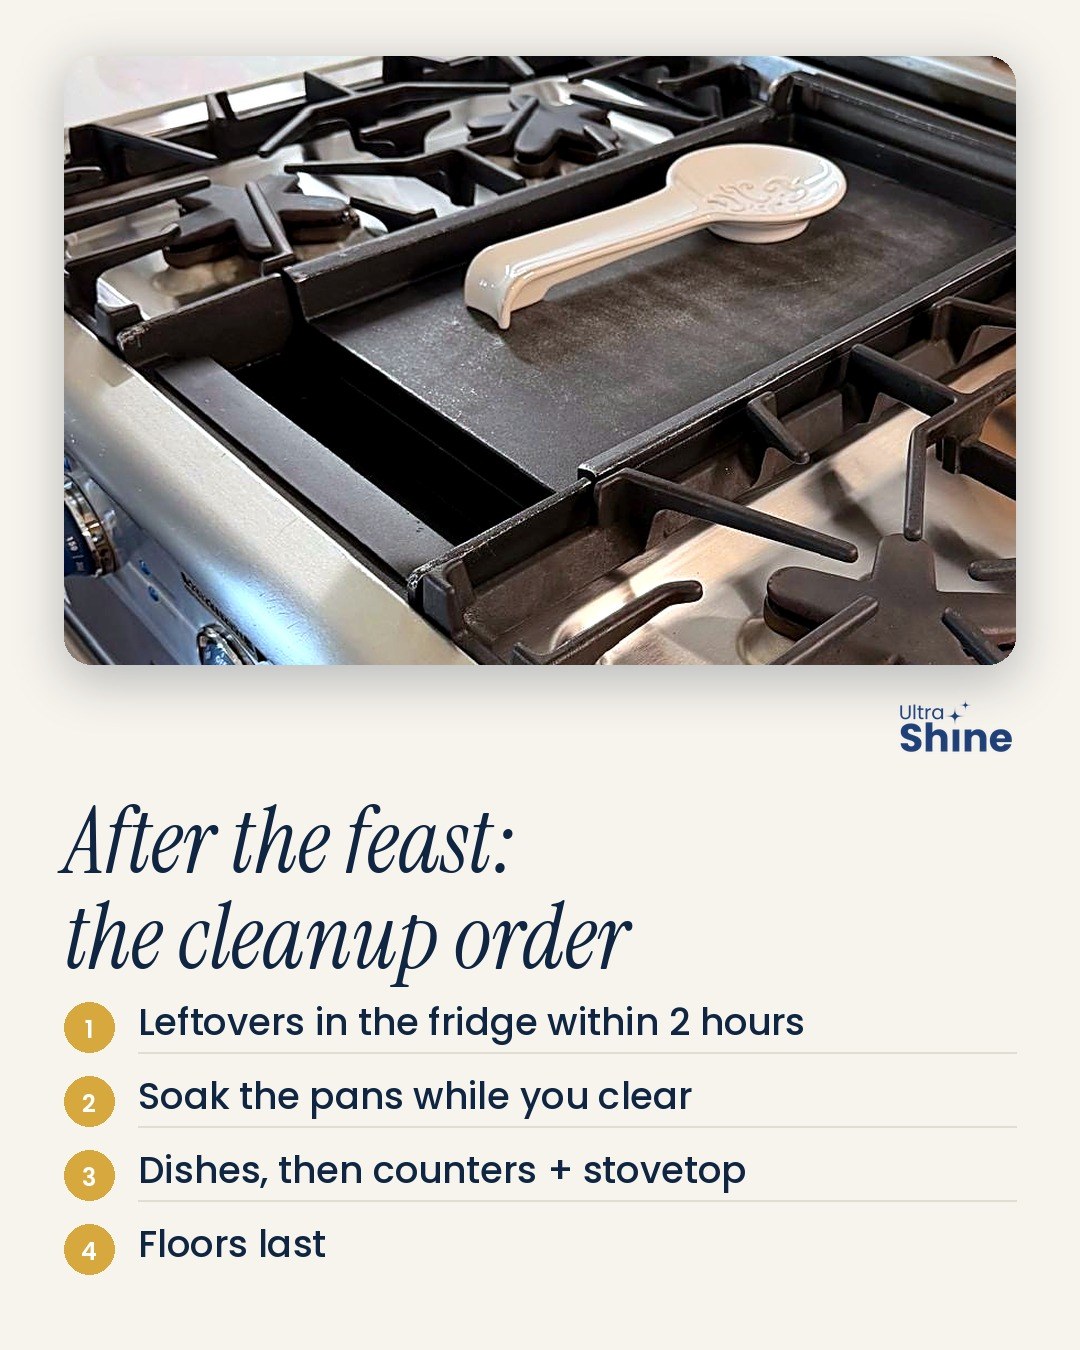 Ultra
Shine
After the feast:
the cleanup order
1 Leftovers in the fridge within 2 hours
2 Soak the pans while you clear
3 Dishes, then counters + stovetop
4 Floors last